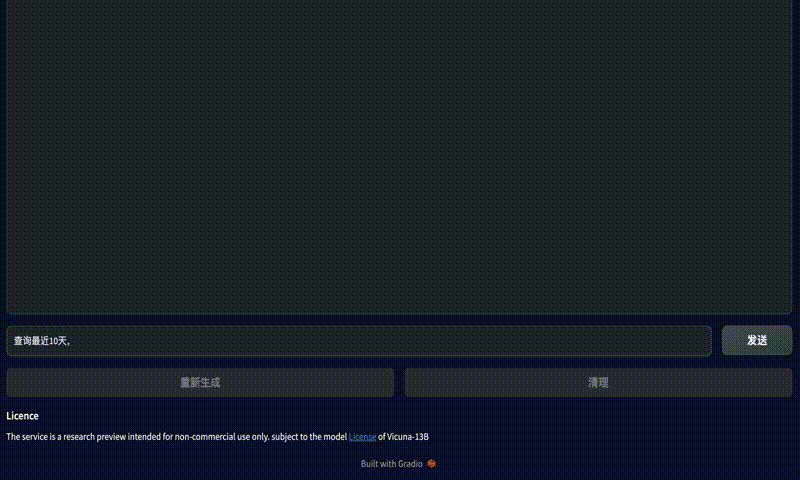 查询最近10天,
发送
重新生成
清理
Licence
The service is a research preview intended for non-commercial use only. subject to the model License of Vicuna-13B
Built with Gradio